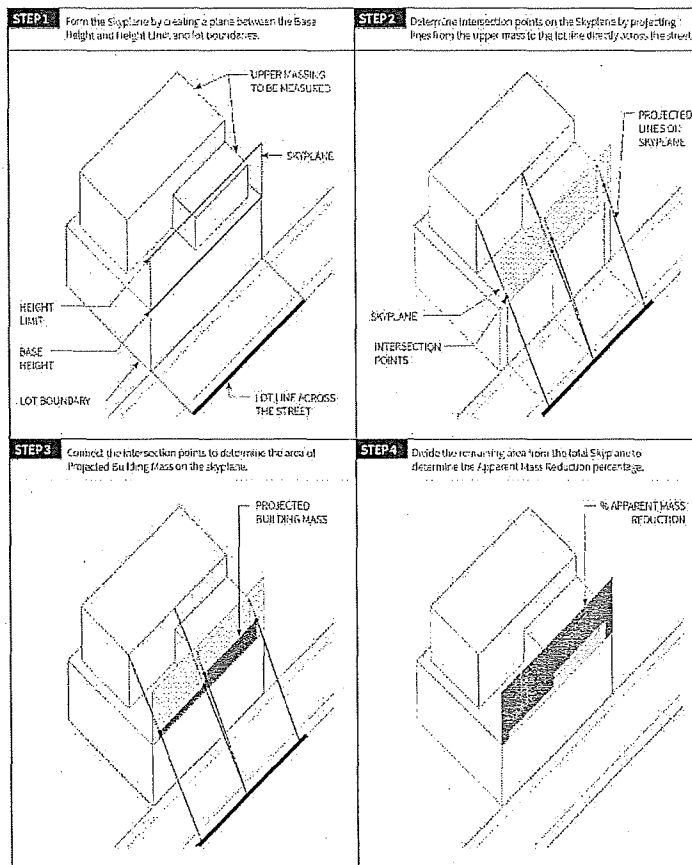 STEP 1 Form the Skyplane by creating a plane between the Base
Height and Height Limit, and lot boundaries.
UPPER MASSING
TO BE MEASURED
SKYPLANE
HEIGHT
LIMIT
BASE
HEIGHT
LOT BOUNDARY
LOT LINE ACROSS
THE STREET
STEP 2 Determine intersection points on the Skyplane by projecting
lines from the upper mass to the lot line directly across the street.
PROJECTED
LINES ON
SKYPLANE
SKYPLANE
INTERSECTION
POINTS
STEP 3 Connect the intersection points to determine the area of
Projected Building Mass on the skyplane.
PROJECTED
BUILDING MASS
STEP 4 Divide the remaining area from the total Skyplane to
determine the Apparent Mass Reduction percentage.
% APPARENT MASS
REDUCTION